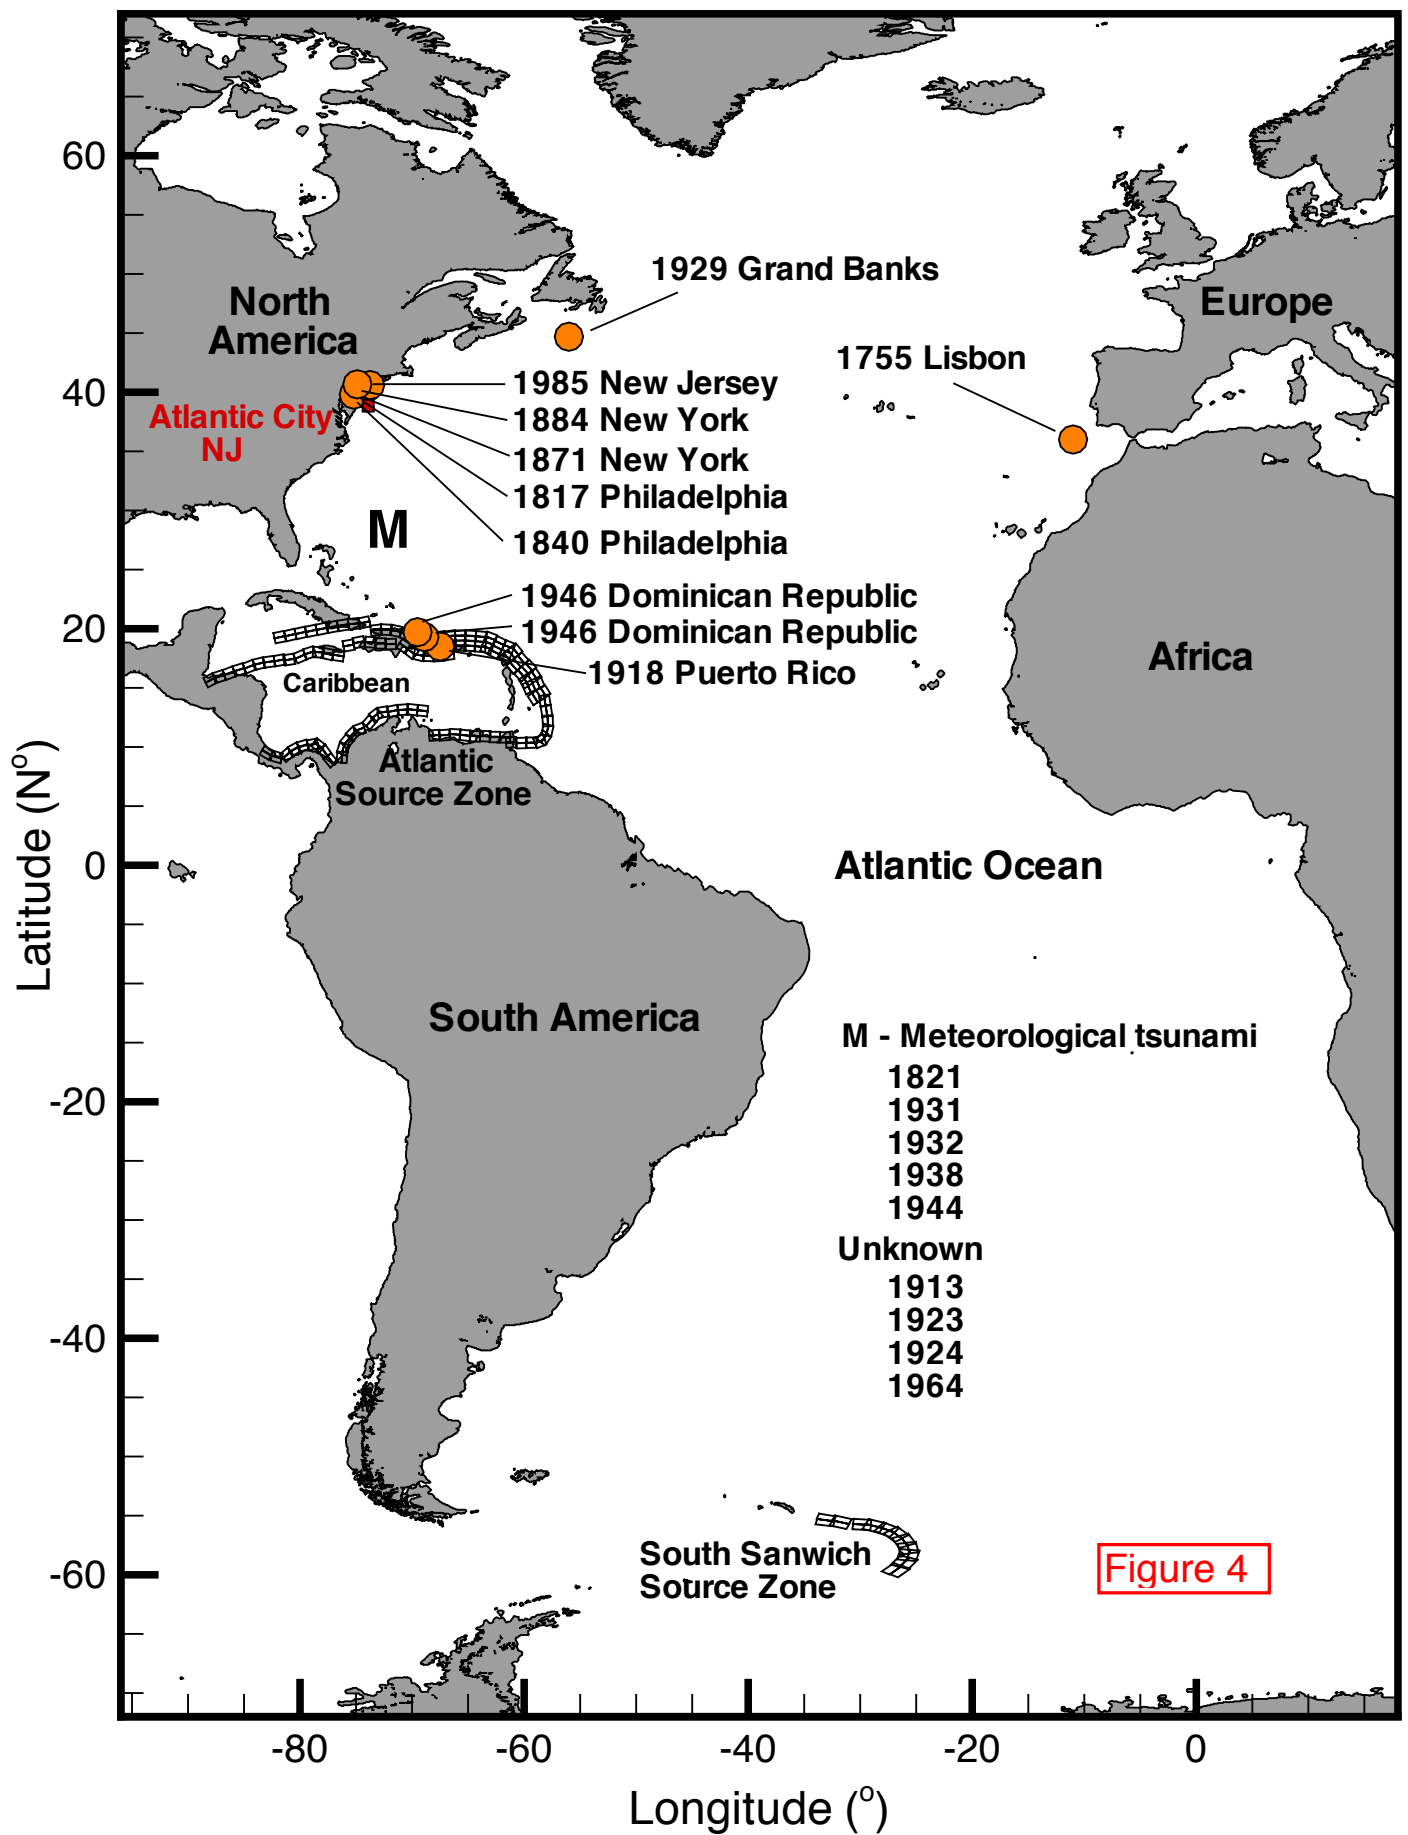 60
1929 Grand Banks
North
America
Europe
1755 Lisbon
40
1985 New Jersey
Atlantic City
NJ
1884 New York
1871 New York
1817 Philadelphia
M
1840 Philadelphia
1946 Dominican Republic
20
1946 Dominican Republic
Africa
1918 Puerto Rico
Caribbean
Atlantic
Source Zone
Latitude (N°)
0
Atlantic Ocean
South America
M - Meteorological tsunami
1821
-20
1931
1932
1938
1944
Unknown
1913
1923
-40
1924
1964
South Sanwich
Source Zone
-60
Figure 4
-80
-60
-40
-20
0
Longitude (°)